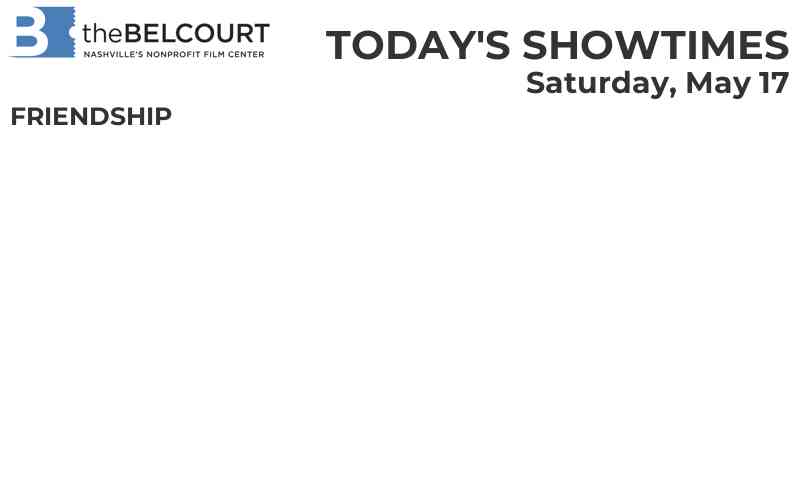 B theBELCOURT
NASHVILLE'S NONPROFIT FILM CENTER
TODAY'S SHOWTIMES
Saturday, May 17
FRIENDSHIP